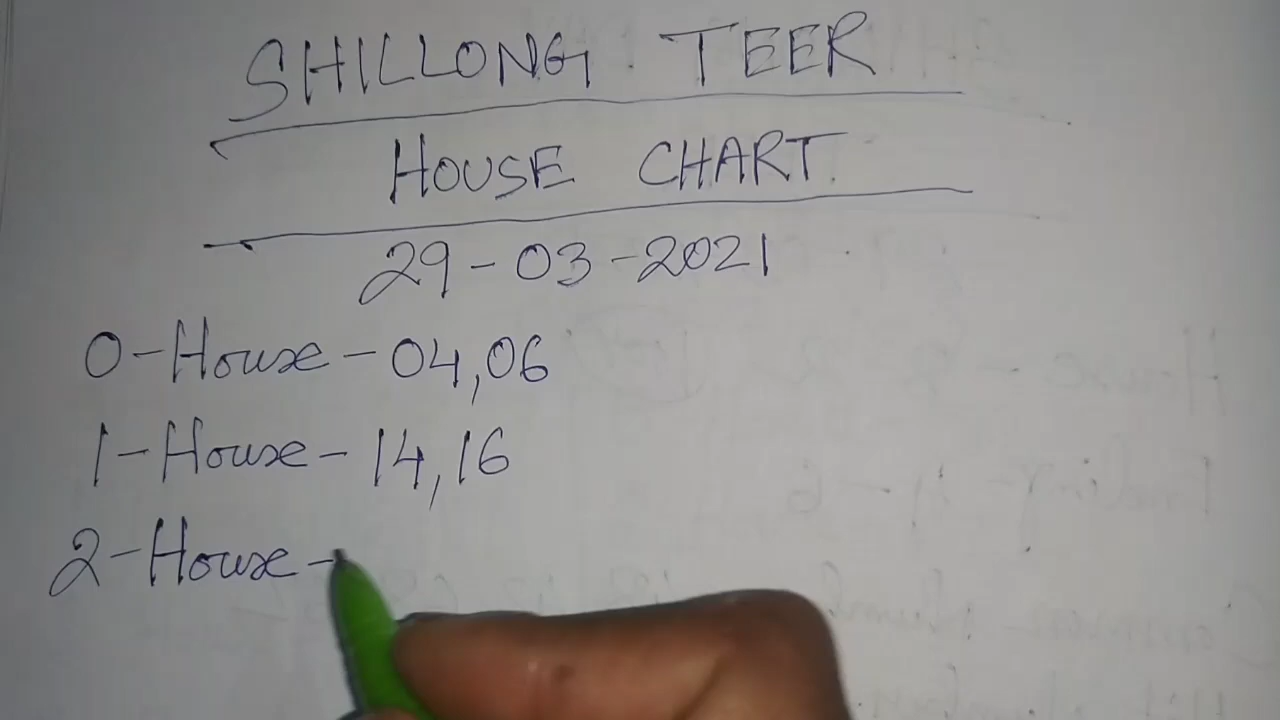 SHILLONG TEER
HOUSE CHART
29-03-2021
0-House-04,06
1-House-14,16
2-House-